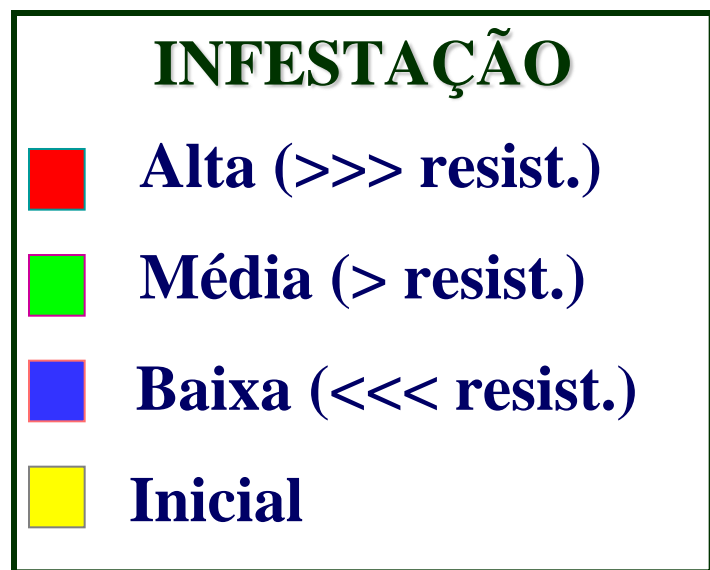 INFESTAÇÃO
Alta (>>> resist.)
Média (> resist.)
Baixa (<<< resist.)
Inicial